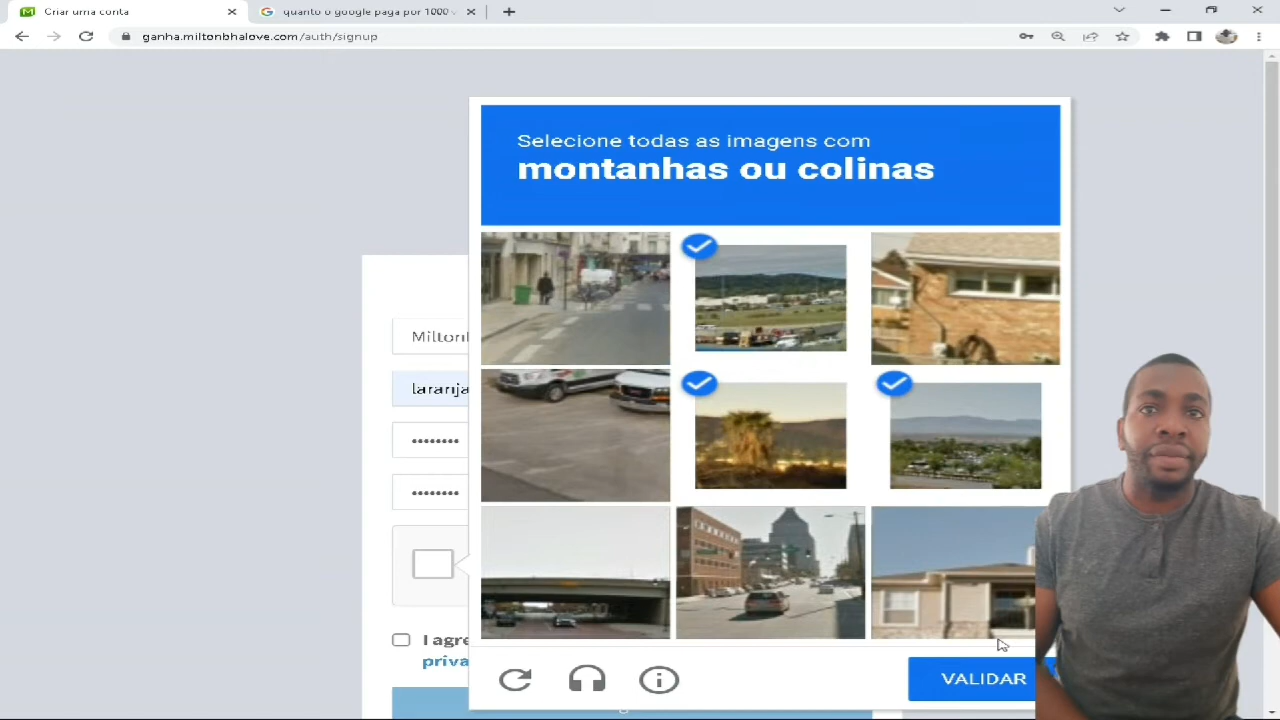 Criar uma conta
quanto o google paga por 1000
ganha.miltonbhalove.com/auth/signup
Selecione todas as imagens com
montanhas ou colinas
Milton
laranja
••••••••
••••••••
I agre
priva
VALIDAR